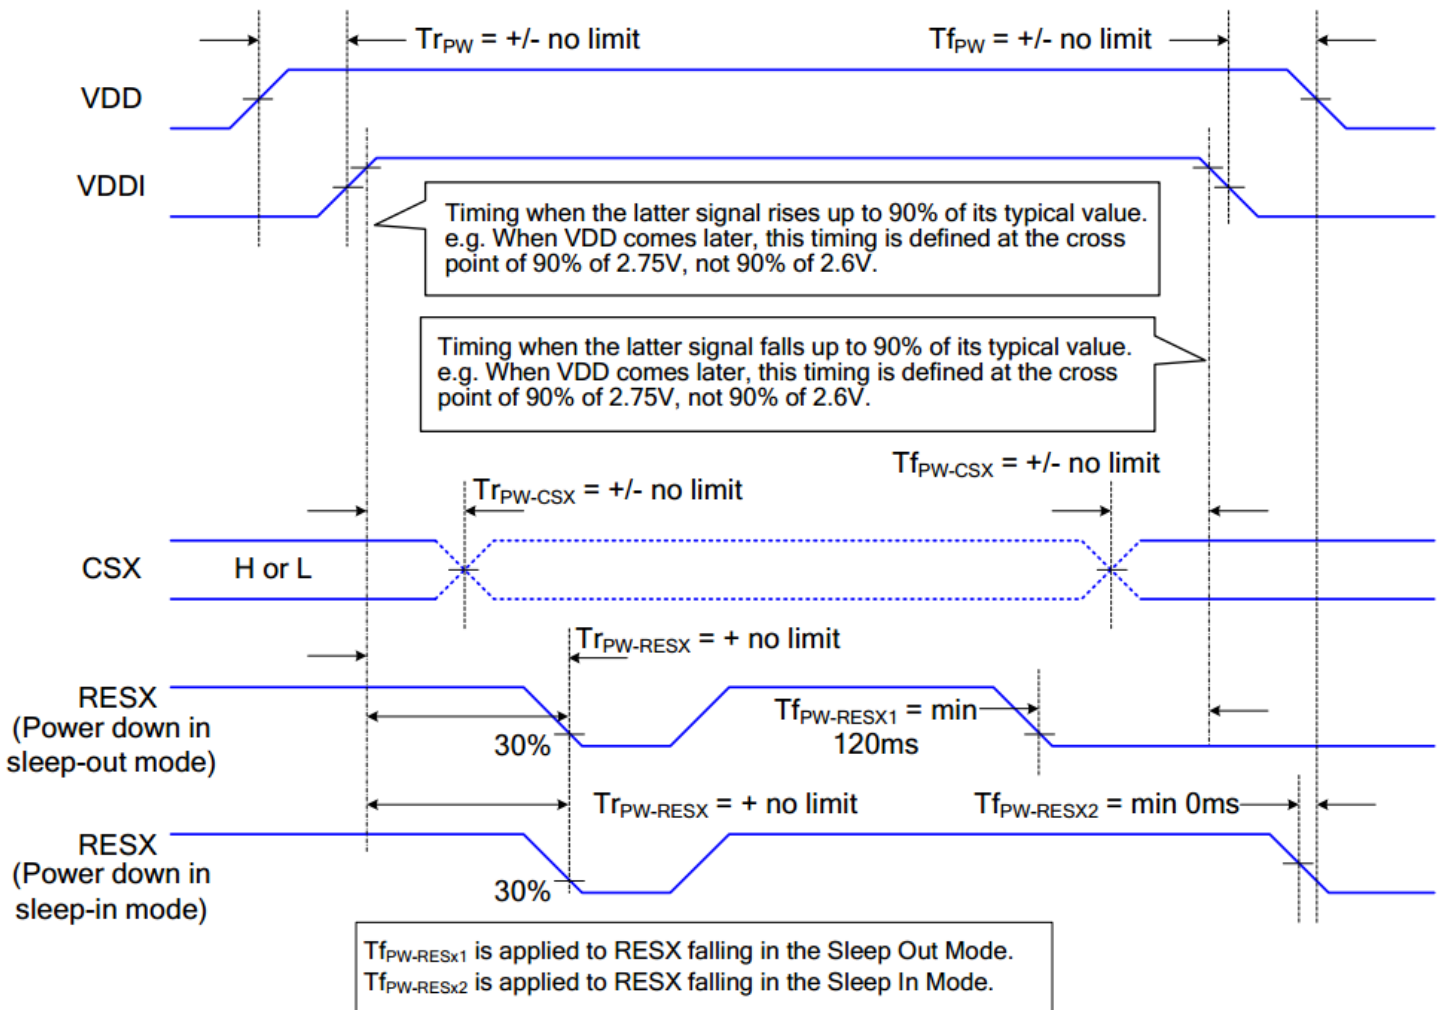 TrPW = +/- no limit
TfPW = +/- no limit
VDD
VDDI
Timing when the latter signal rises up to 90% of its typical value.
e.g. When VDD comes later, this timing is defined at the cross
point of 90% of 2.75V, not 90% of 2.6V.
Timing when the latter signal falls up to 90% of its typical value.
e.g. When VDD comes later, this timing is defined at the cross
point of 90% of 2.75V, not 90% of 2.6V.
TfPW-CSX = +/- no limit
TrPW-CSX = +/- no limit
CSX
H or L
TrPW-RESX = + no limit
RESX
(Power down in
sleep-out mode)
30%
TfPW-RESX1 = min
120ms
TrPW-RESX = + no limit
TfPW-RESX2 = min 0ms
RESX
(Power down in
sleep-in mode)
30%
TfPW-RESx1 is applied to RESX falling in the Sleep Out Mode.
TfPW-RESx2 is applied to RESX falling in the Sleep In Mode.